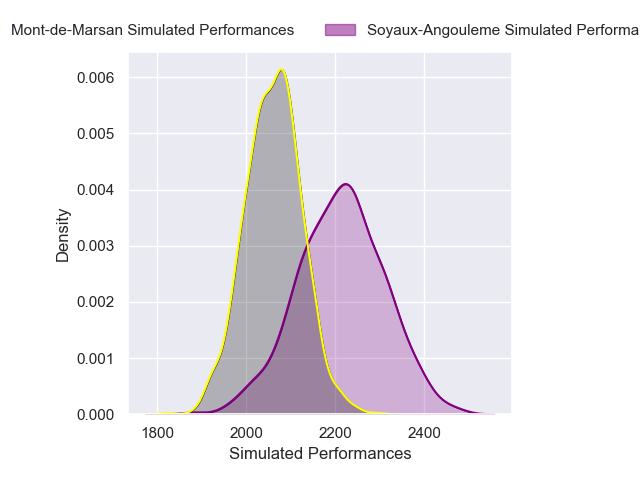 Mont-de-Marsan Simulated Performances Soyaux-Angouleme Simulated Performa
0.006
0.005
0.004
0.003
0.002
0.001
0.000
Density
1800 2000 2200 2400
Simulated Performances